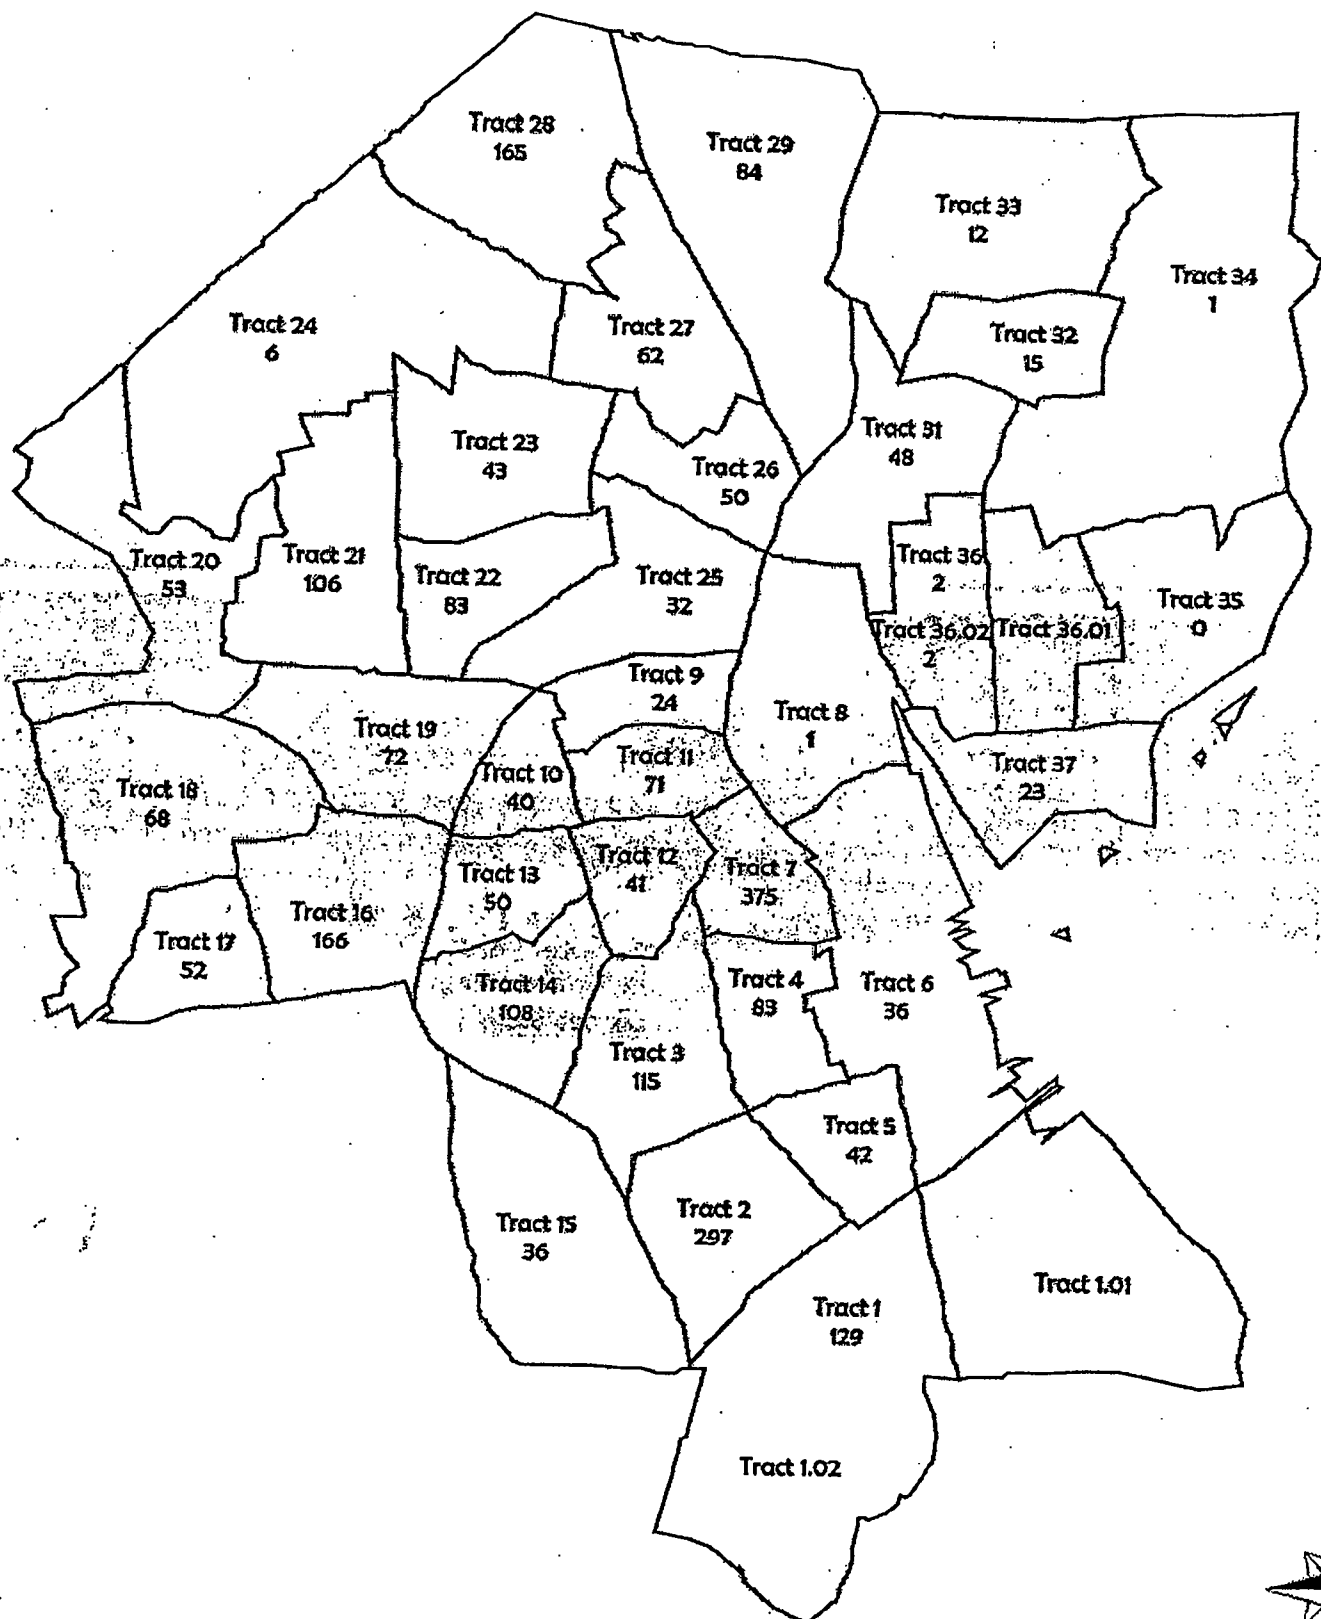 Tract 28
165
Tract 29
84
Tract 33
12
Tract 34
1
Tract 24
6
Tract 27
62
Tract 32
15
Tract 23
43
Tract 31
48
Tract 26
50
Tract 20
53
Tract 21
106
Tract 22
83
Tract 25
32
Tract 36
2
Tract 35
0
Tract 36.02
2
Tract 36.01
Tract 9
24
Tract 8
1
Tract 19
72
Tract 11
71
Tract 10
40
Tract 37
23
Tract 18
68
Tract 12
41
Tract 7
375
Tract 13
50
Tract 16
166
Tract 17
52
Tract 14
108
Tract 4
83
Tract 6
36
Tract 3
115
Tract 5
42
Tract 2
297
Tract 15
36
Tract 1.01
Tract 1
129
Tract 1.02